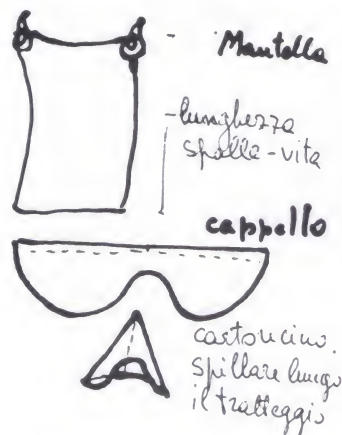 Mantella
-lunghezza
spalle-vita
cappello
cartoncino.
spillare lungo
il tratteggio